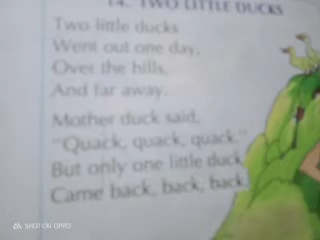 14. TWO LITTLE DUCKS
Two little ducks
Went out one day,
Over the hills,
And far away.
Mother duck said,
"Quack, quack, quack."
But only one little duck
Came back, back, back.
SHOT ON OPPO